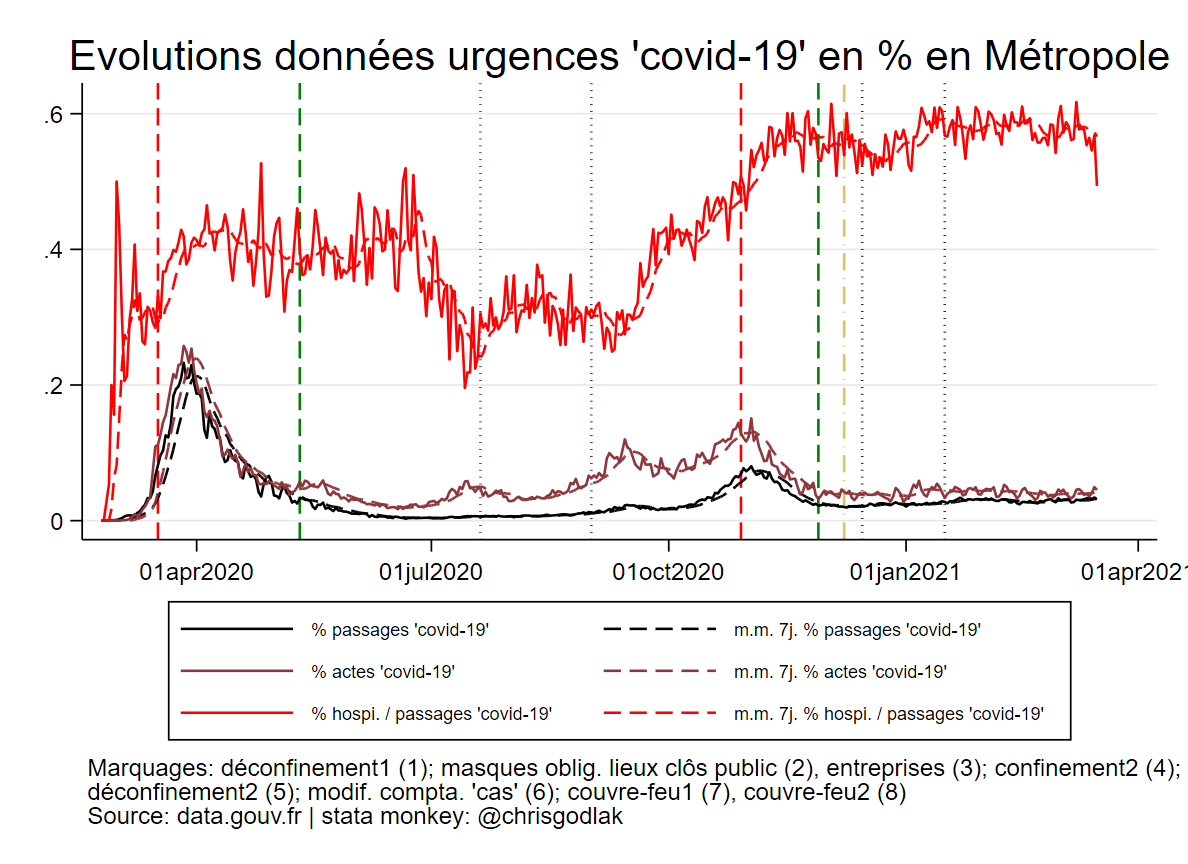 Evolutions données urgences 'covid-19' en % en Métropole
.6
.4
.2
0
01apr2020 01jul2020 01oct2020 01jan2021 01apr2021
% passages 'covid-19' m.m. 7j. % passages 'covid-19'
% actes 'covid-19' m.m. 7j. % actes 'covid-19'
% hospi. / passages 'covid-19' m.m. 7j. % hospi. / passages 'covid-19'
Marquages: déconfinement1 (1); masques oblig. lieux clôs public (2), entreprises (3); confinement2 (4);
déconfinement2 (5); modif. compta. 'cas' (6); couvre-feu1 (7), couvre-feu2 (8)
Source: data.gouv.fr | stata monkey: @chrisgodlak